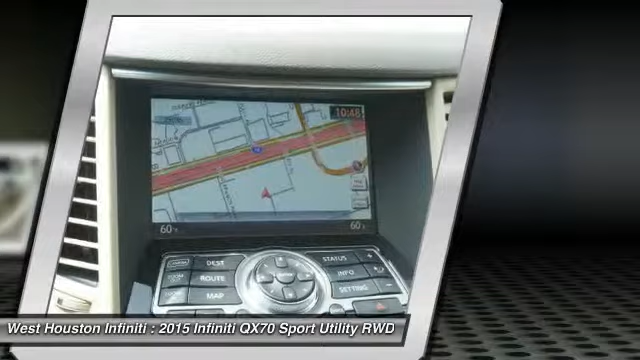 10:48
60°F
60°F
DEST
STATUS
ROUTE
INFO
MAP
SETTING
West Houston Infiniti : 2015 Infiniti QX70 Sport Utility RWD